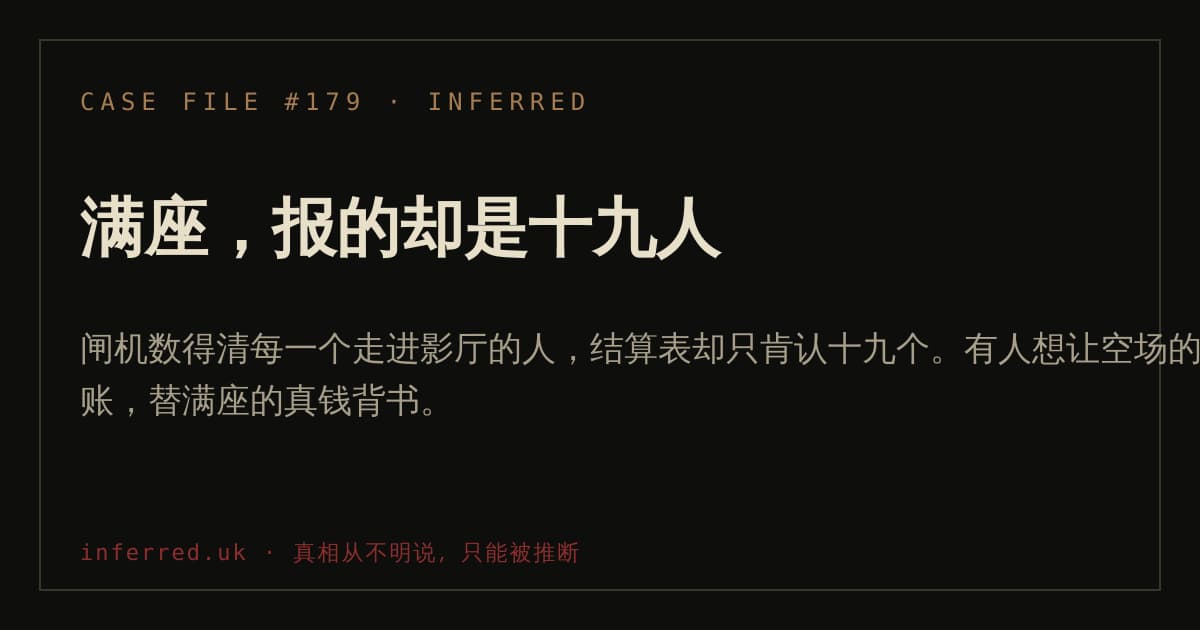 CASE FILE #179 · INFERRED
满座，报的却是十九人
闸机数得清每一个走进影厅的人，结算表却只肯认十九个。有人想让空场的
账，替满座的真钱背书。
inferred.uk · 真相从不明说，只能被推断